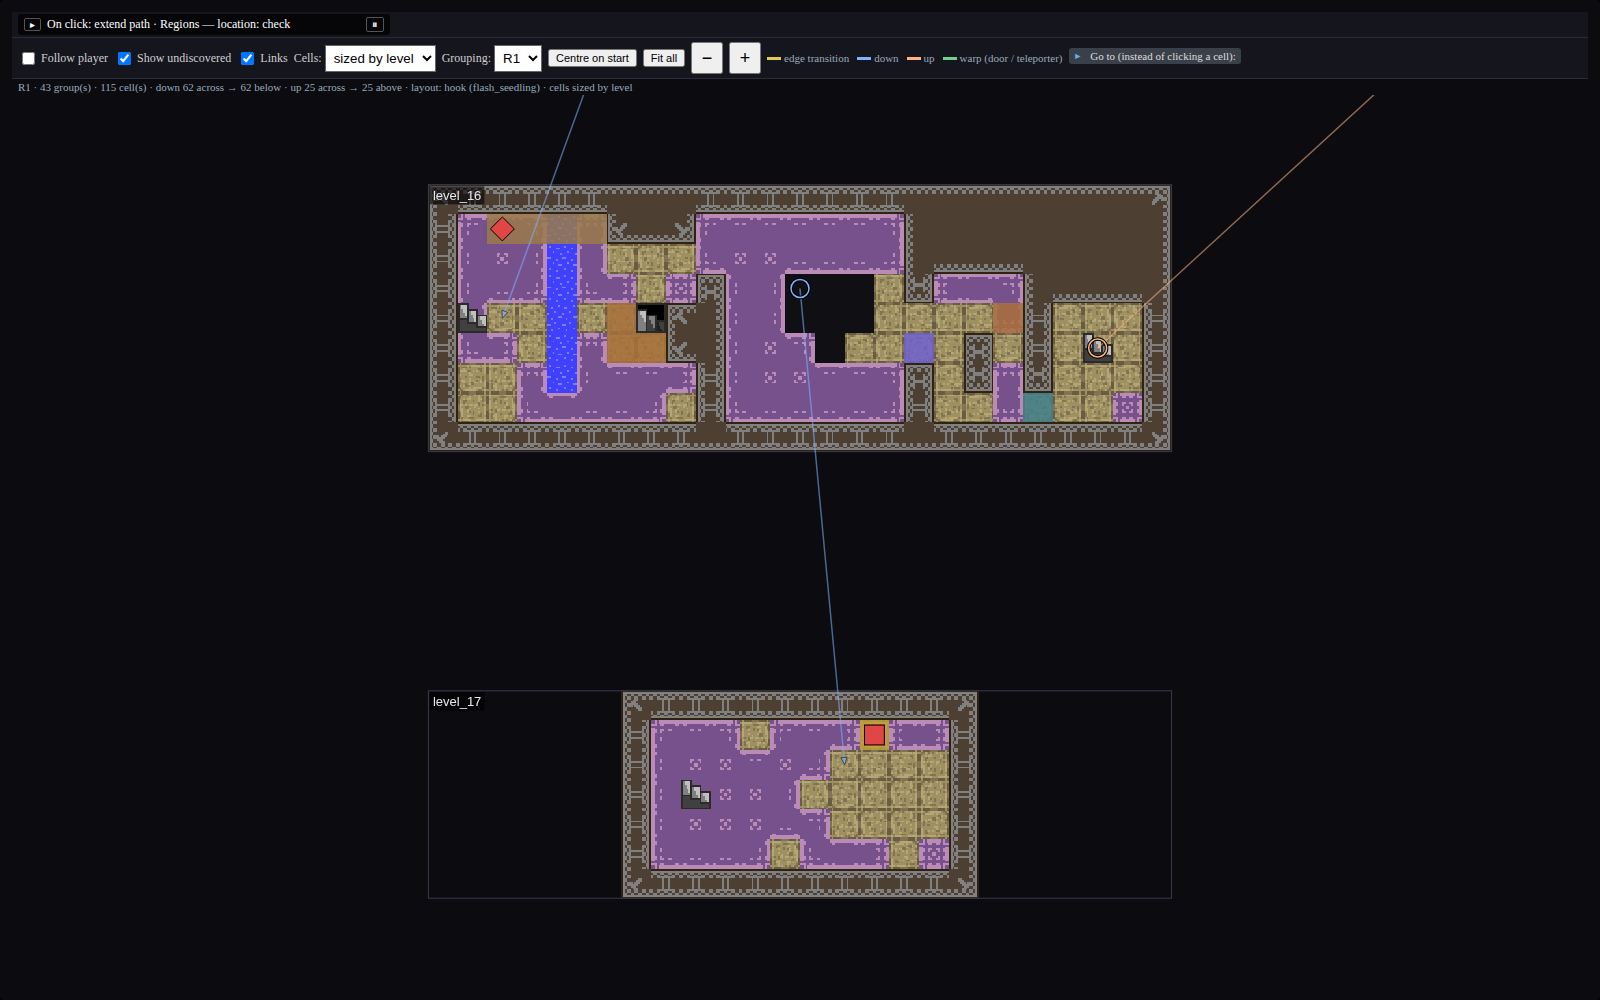 On click: extend path · Regions — location: check
Follow player Show undiscovered Links Cells: sized by level Grouping: R1 Centre on start Fit all − + edge transition down up warp (door / teleporter) Go to (instead of clicking a cell):
R1 · 43 group(s) · 115 cell(s) · down 62 across → 62 below · up 25 across → 25 above · layout: hook (flash_seedling) · cells sized by level
level_16
level_17